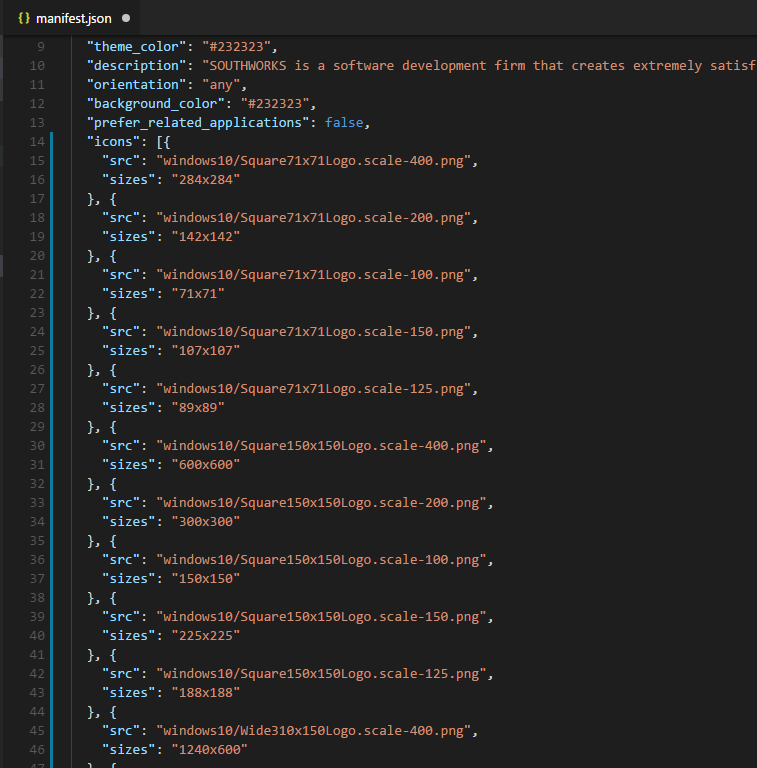 {} manifest.json ●
9 "theme_color": "#232323",
10 "description": "SOUTHWORKS is a software development firm that creates extremely satisf
11 "orientation": "any",
12 "background_color": "#232323",
13 "prefer_related_applications": false,
14 "icons": [{
15 "src": "windows10/Square71x71Logo.scale-400.png",
16 "sizes": "284x284"
17 }, {
18 "src": "windows10/Square71x71Logo.scale-200.png",
19 "sizes": "142x142"
20 }, {
21 "src": "windows10/Square71x71Logo.scale-100.png",
22 "sizes": "71x71"
23 }, {
24 "src": "windows10/Square71x71Logo.scale-150.png",
25 "sizes": "107x107"
26 }, {
27 "src": "windows10/Square71x71Logo.scale-125.png",
28 "sizes": "89x89"
29 }, {
30 "src": "windows10/Square150x150Logo.scale-400.png",
31 "sizes": "600x600"
32 }, {
33 "src": "windows10/Square150x150Logo.scale-200.png",
34 "sizes": "300x300"
35 }, {
36 "src": "windows10/Square150x150Logo.scale-100.png",
37 "sizes": "150x150"
38 }, {
39 "src": "windows10/Square150x150Logo.scale-150.png",
40 "sizes": "225x225"
41 }, {
42 "src": "windows10/Square150x150Logo.scale-125.png",
43 "sizes": "188x188"
44 }, {
45 "src": "windows10/Wide310x150Logo.scale-400.png",
46 "sizes": "1240x600"
47 }, {